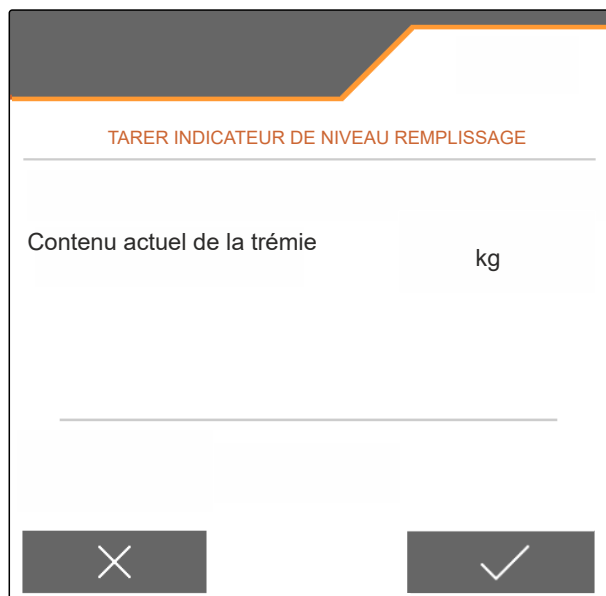 TARER INDICATEUR DE NIVEAU REMPLISSAGE
Contenu actuel de la trémie
kg